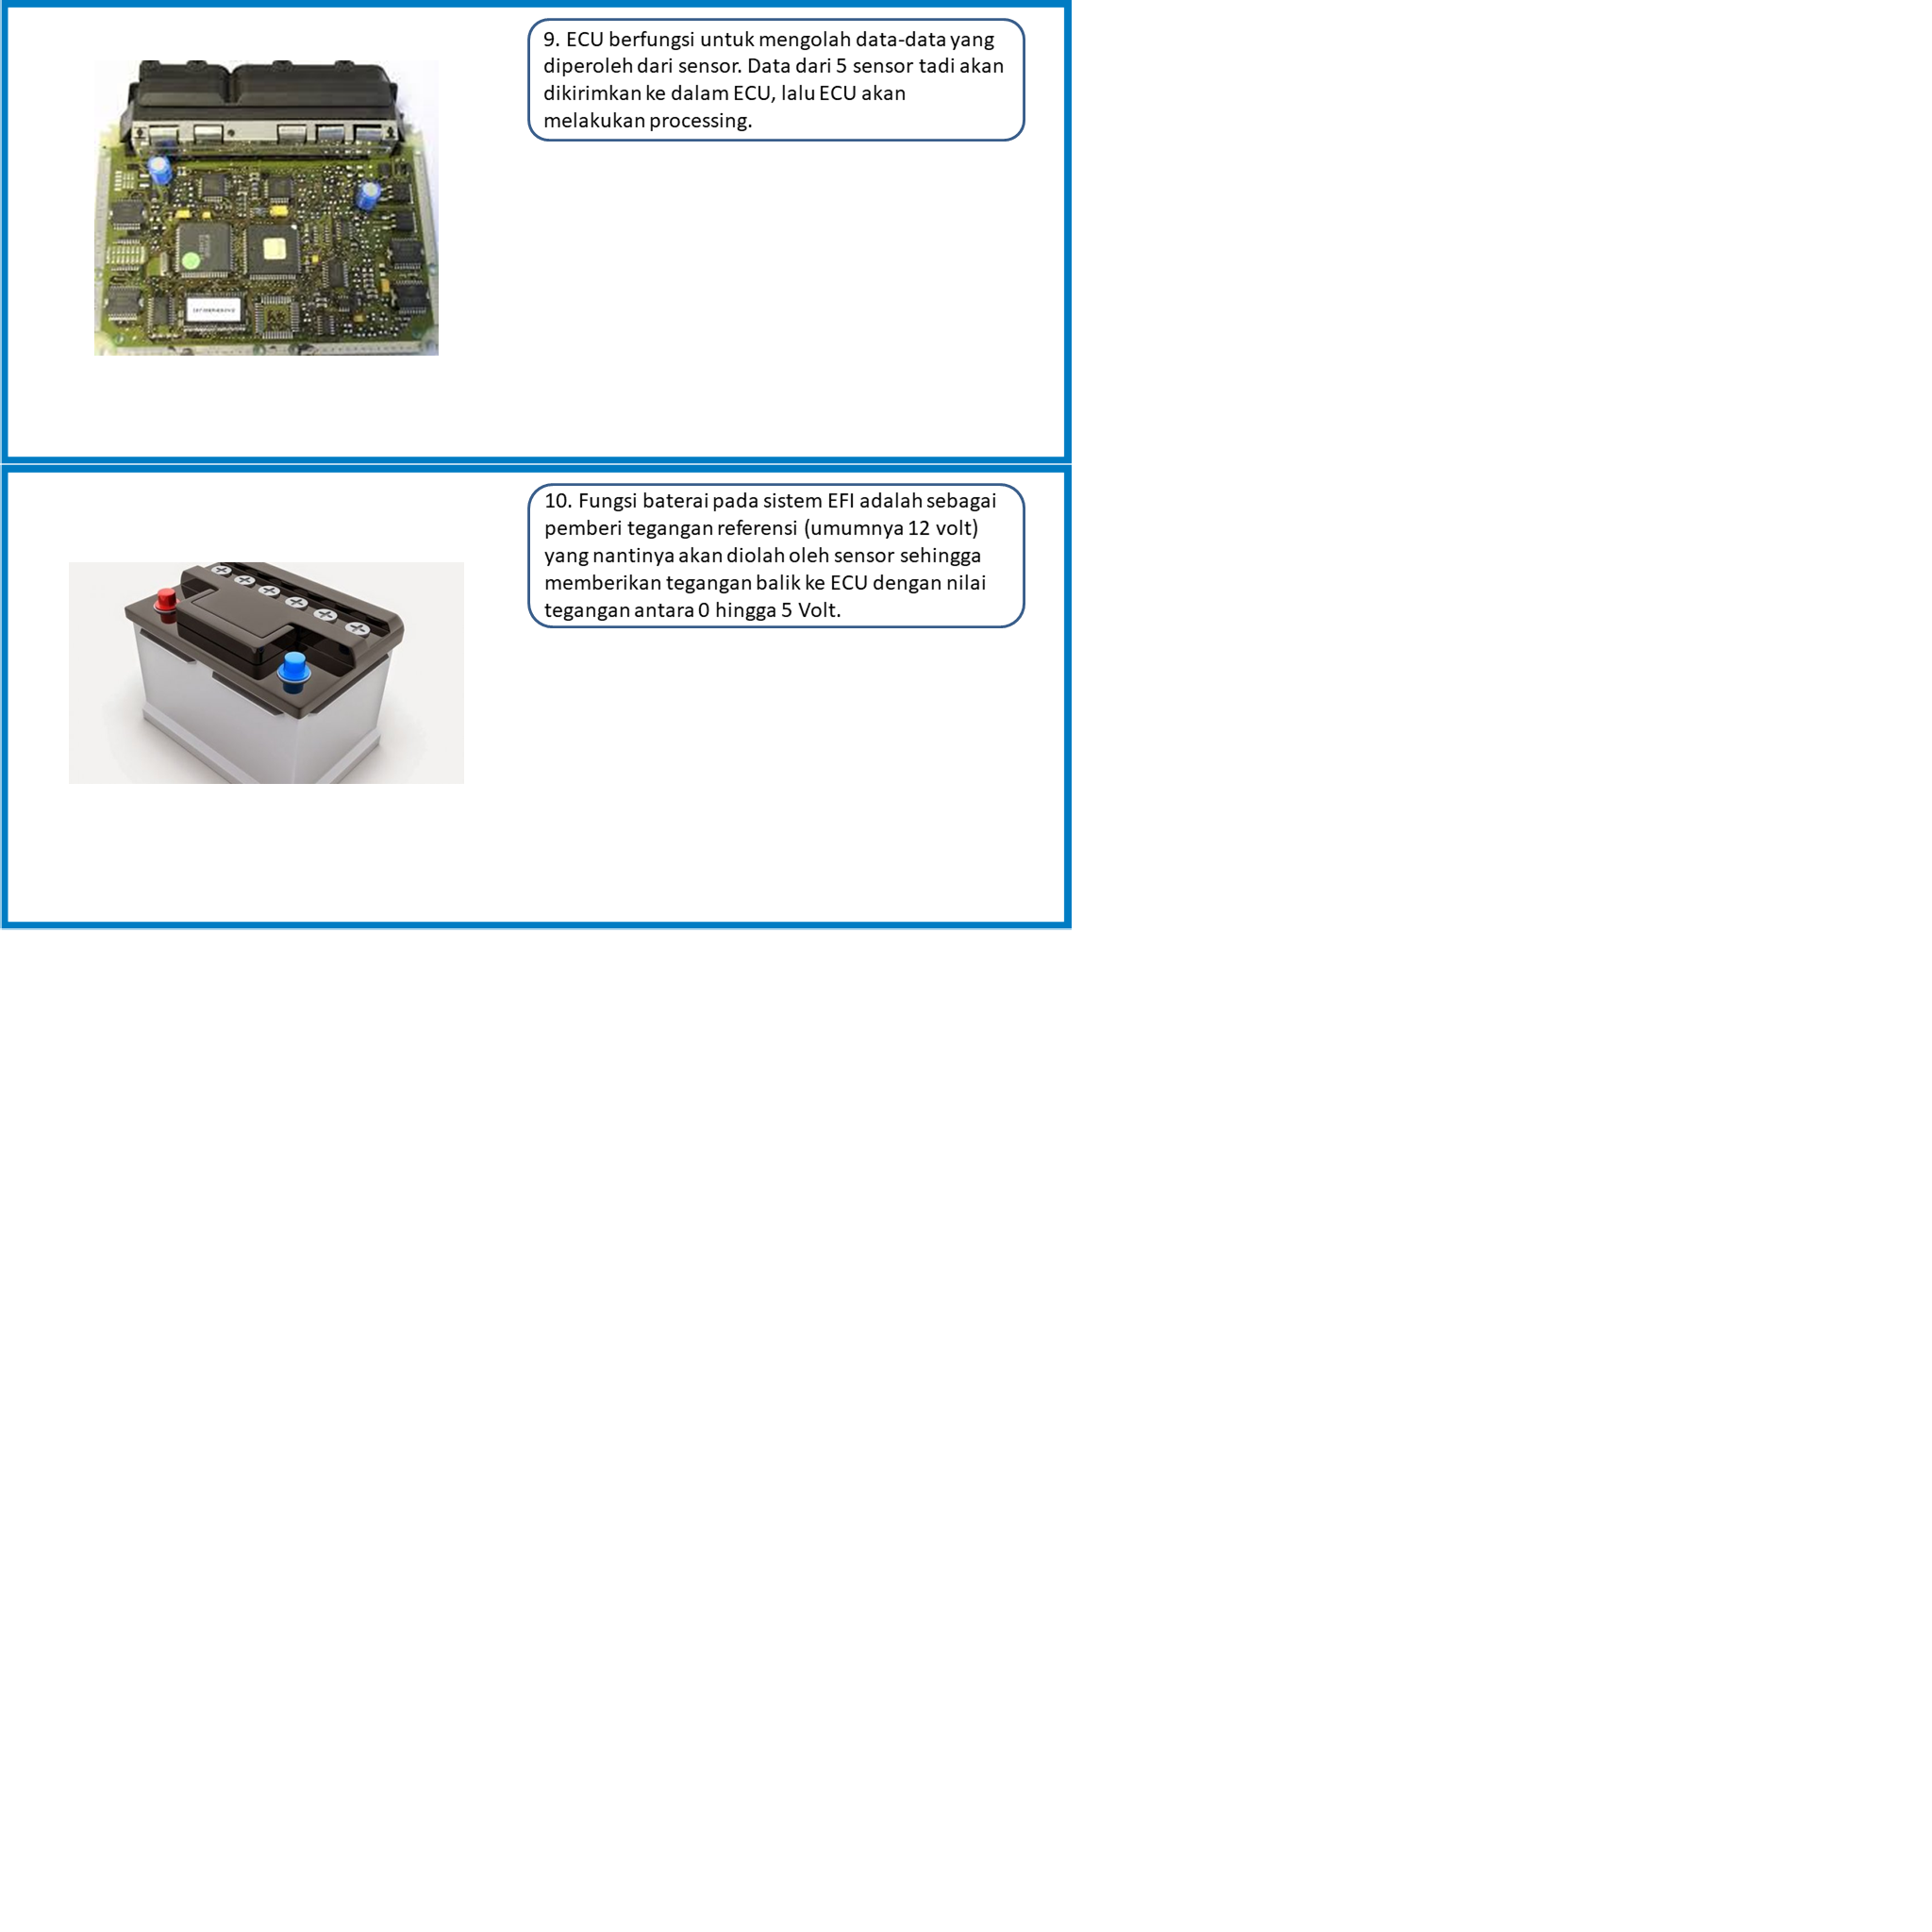 9. ECU berfungsi untuk mengolah data-data yang
diperoleh dari sensor. Data dari 5 sensor tadi akan
dikirimkan ke dalam ECU, lalu ECU akan
melakukan processing.
10. Fungsi baterai pada sistem EFI adalah sebagai
pemberi tegangan referensi (umumnya 12 volt)
yang nantinya akan diolah oleh sensor sehingga
memberikan tegangan balik ke ECU dengan nilai
tegangan antara 0 hingga 5 Volt.